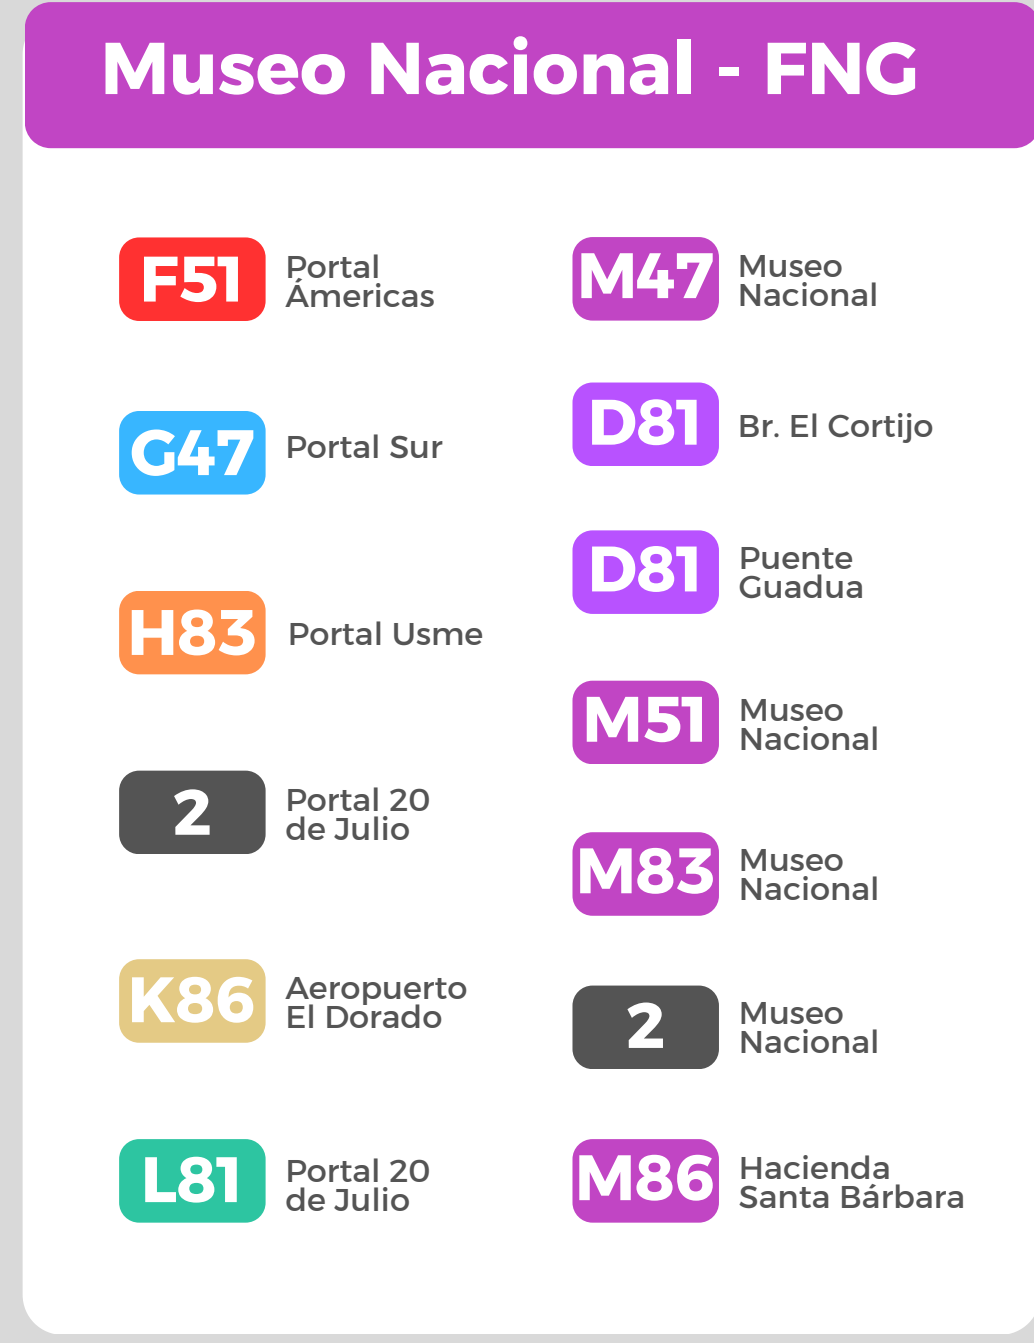 Museo Nacional - FNG
F51
Portal
Ámericas
G47
Portal Sur
H83
Portal Usme
2
Portal 20
de Julio
K86
Aeropuerto
El Dorado
L81
Portal 20
de Julio
M47
Museo
Nacional
D81
Br. El Cortijo
D81
Puente
Guadua
M51
Museo
Nacional
M83
Museo
Nacional
2
Museo
Nacional
M86
Hacienda
Santa Bárbara